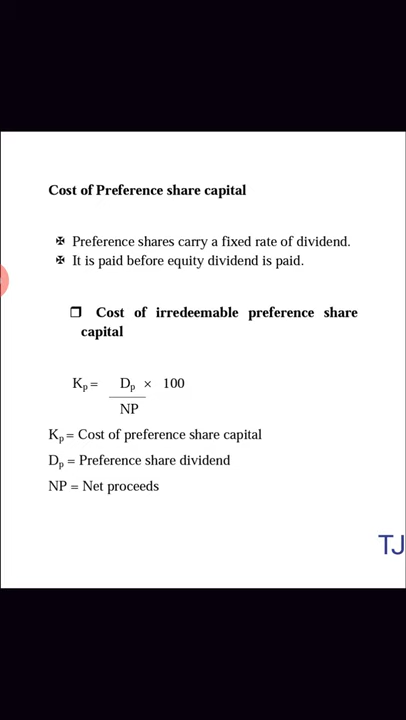 Cost of Preference share capital
✠ Preference shares carry a fixed rate of dividend.
✠ It is paid before equity dividend is paid.
❒ Cost of irredeemable preference share
capital
Kp = Dp × 100
NP
Kp = Cost of preference share capital
Dp = Preference share dividend
NP = Net proceeds
TJ